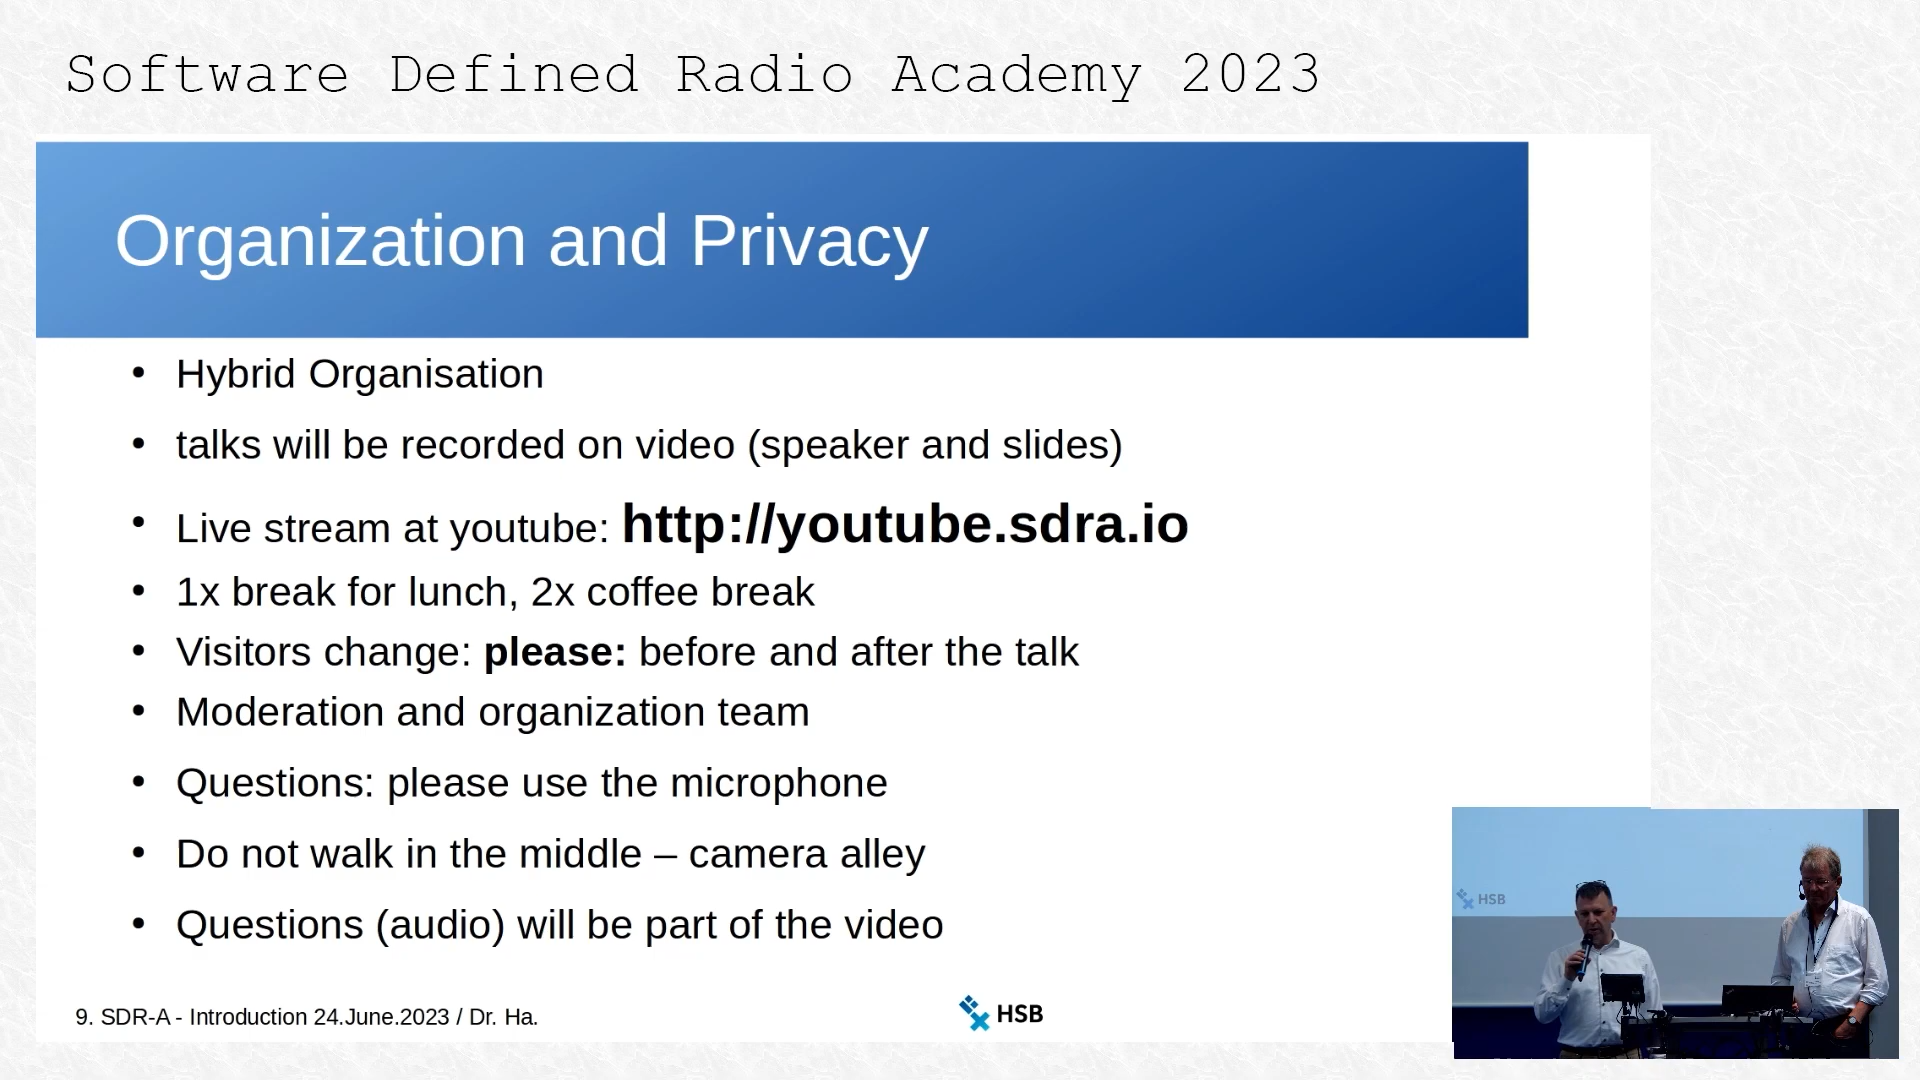 Software Defined Radio Academy 2023
Organization and Privacy
• Hybrid Organisation
• talks will be recorded on video (speaker and slides)
• Live stream at youtube: http://youtube.sdra.io
• 1x break for lunch, 2x coffee break
• Visitors change: please: before and after the talk
• Moderation and organization team
• Questions: please use the microphone
• Do not walk in the middle – camera alley
• Questions (audio) will be part of the video
9. SDR-A - Introduction 24.June.2023 / Dr. Ha.
HSB
HSB